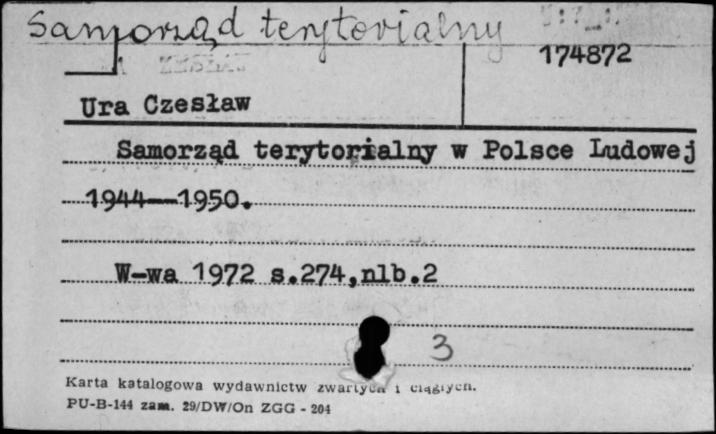 Samorząd terytorialny
174872
Ura Czesław
Samorząd terytorialny w Polsce Ludowej
1944—1950.
W-wa 1972 s.274,nlb.2
3
Karta katalogowa wydawnictw zwartych i ciągłych.
PU-B-144 zam. 29/DW/On ZGG - 204